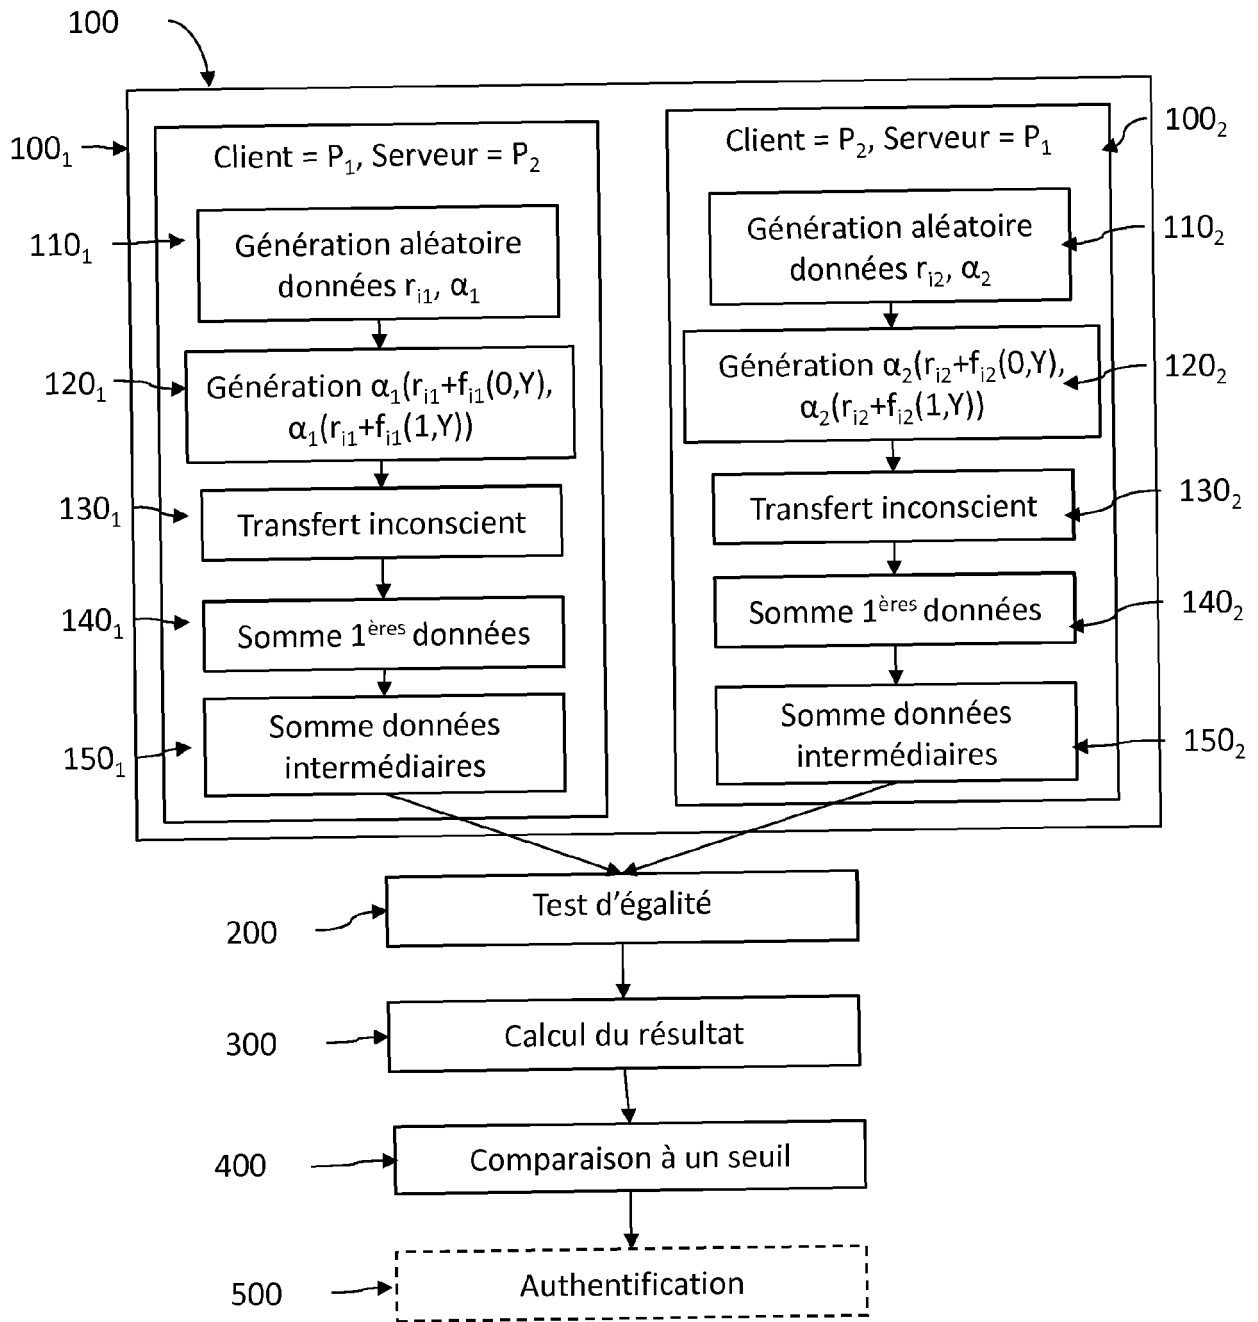 100
100₁
Client = P₁, Serveur = P₂
110₁
Génération aléatoire
données rᵢ₁, α₁
120₁
Génération α₁(rᵢ₁+fᵢ₁(0,Y),
α₁(rᵢ₁+fᵢ₁(1,Y))
130₁
Transfert inconscient
140₁
Somme 1ères données
150₁
Somme données
intermédiaires
100₂
Client = P₂, Serveur = P₁
110₂
Génération aléatoire
données rᵢ₂, α₂
120₂
Génération α₂(rᵢ₂+fᵢ₂(0,Y),
α₂(rᵢ₂+fᵢ₂(1,Y))
130₂
Transfert inconscient
140₂
Somme 1ères données
150₂
Somme données
intermédiaires
200
Test d'égalité
300
Calcul du résultat
400
Comparaison à un seuil
500
Authentification